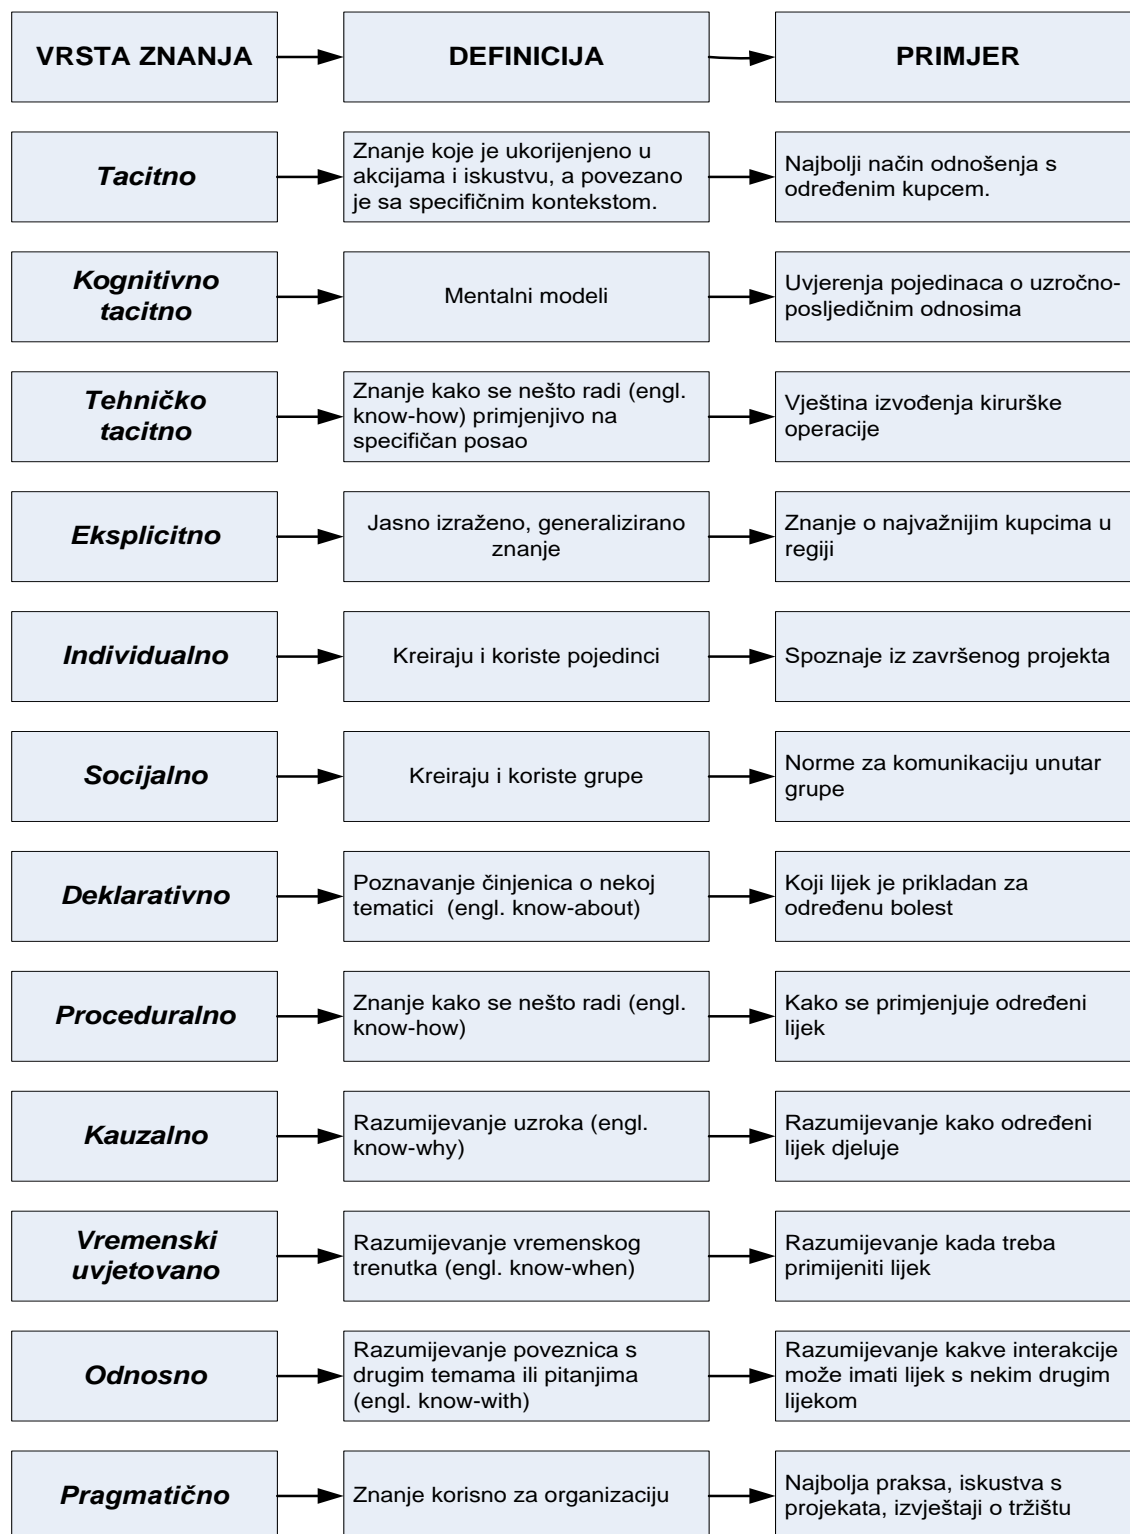 VRSTA ZNANJA
DEFINICIJA
PRIMJER
Tacitno
Znanje koje je ukorijenjeno u
akcijama i iskustvu, a povezano
je sa specifičnim kontekstom.
Najbolji način odnošenja s
određenim kupcem.
Kognitivno
tacitno
Mentalni modeli
Uvjerenja pojedinaca o uzročno-
posljedičnim odnosima
Tehničko
tacitno
Znanje kako se nešto radi (engl.
know-how) primjenjivo na
specifičan posao
Vještina izvođenja kirurške
operacije
Eksplicitno
Jasno izraženo, generalizirano
znanje
Znanje o najvažnijim kupcima u
regiji
Individualno
Kreiraju i koriste pojedinci
Spoznaje iz završenog projekta
Socijalno
Kreiraju i koriste grupe
Norme za komunikaciju unutar
grupe
Deklarativno
Poznavanje činjenica o nekoj
tematici  (engl. know-about)
Koji lijek je prikladan za
određenu bolest
Proceduralno
Znanje kako se nešto radi (engl.
know-how)
Kako se primjenjuje određeni
lijek
Kauzalno
Razumijevanje uzroka (engl.
know-why)
Razumijevanje kako određeni
lijek djeluje
Vremenski
uvjetovano
Razumijevanje vremenskog
trenutka (engl. know-when)
Razumijevanje kada treba
primijeniti lijek
Odnosno
Razumijevanje poveznica s
drugim temama ili pitanjima
(engl. know-with)
Razumijevanje kakve interakcije
može imati lijek s nekim drugim
lijekom
Pragmatično
Znanje korisno za organizaciju
Najbolja praksa, iskustva s
projekata, izvještaji o tržištu